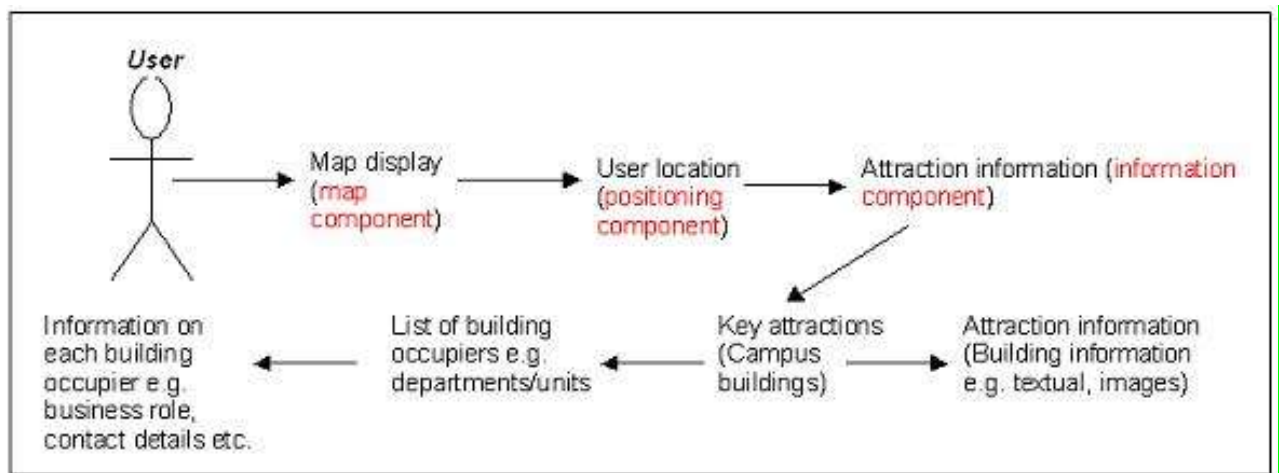 User
Map display
(map
component)
User location
(positioning
component)
Attraction information (information
component)
Key attractions
(Campus
buildings)
Attraction information
(Building information
e.g. textual, images)
List of building
occupiers e.g.
departments/units
Information on
each building
occupier e.g.
business role,
contact details etc.